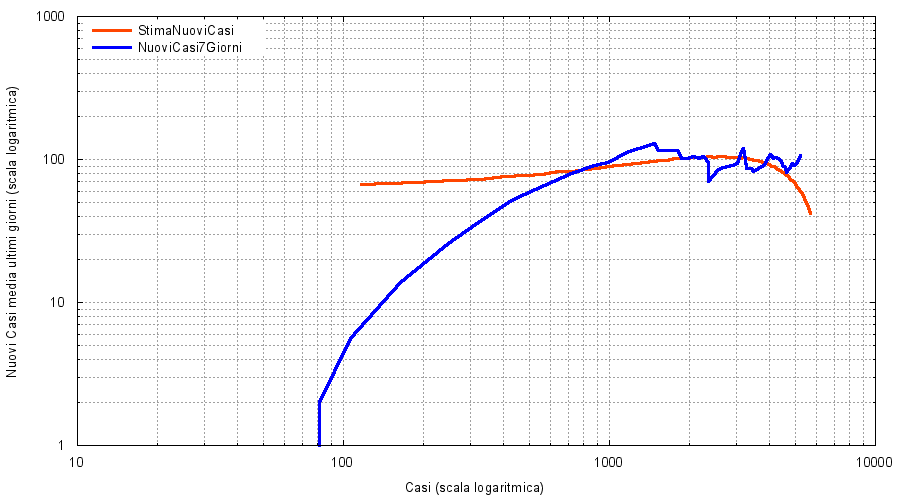 1000
StimaNuoviCasi
NuoviCasi7Giorni
100
10
1
10 100 1000 10000
Nuovi Casi media ultimi giorni (scala logaritmica)
Casi (scala logaritmica)